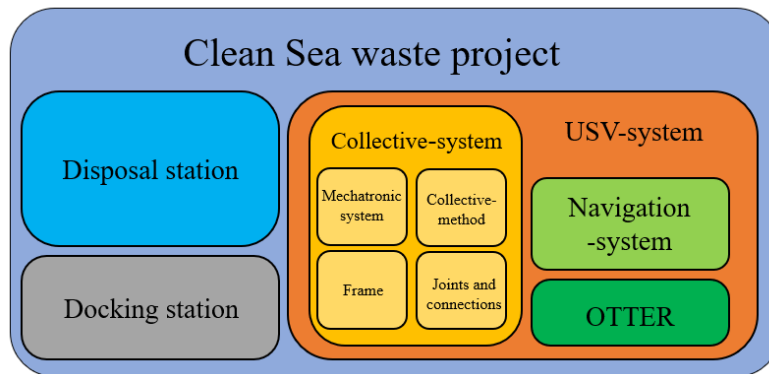 Clean Sea waste project
Disposal station
Docking station
Collective-system
Mechatronic
system
Collective-
method
Frame
Joints and
connections
USV-system
Navigation
-system
OTTER